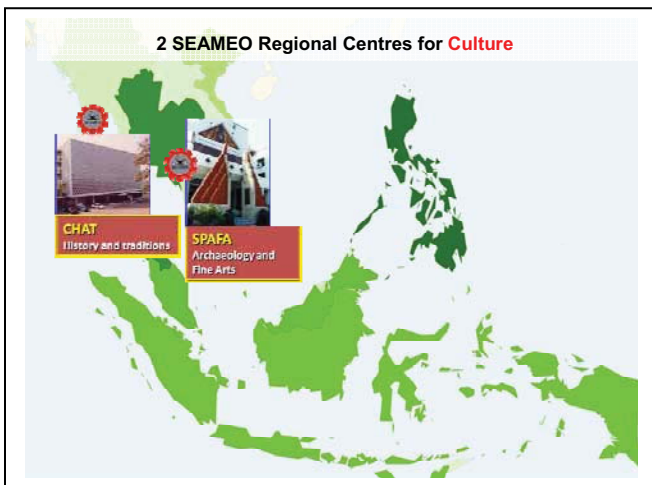 2 SEAMEO Regional Centres for Culture
CHAT
History and traditions
SPAFA
Archaeology and
Fine Arts